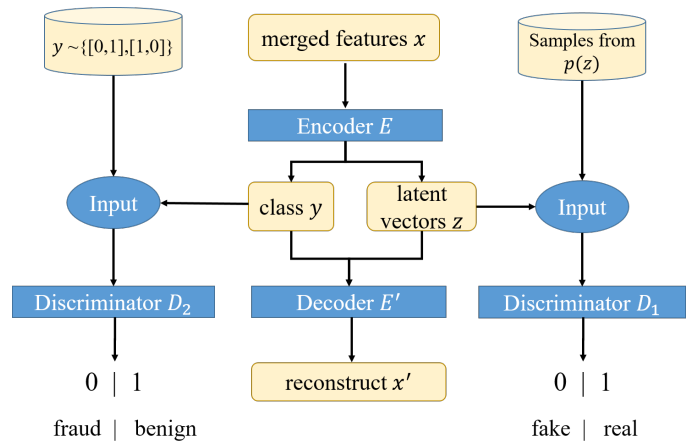 y ~{[0,1],[1,0]}
merged features x
Samples from
p(z)
Encoder E
Input
class y
latent
vectors z
Input
Discriminator D₂
Decoder E′
Discriminator D₁
0 | 1
reconstruct x′
0 | 1
fraud | benign
fake | real